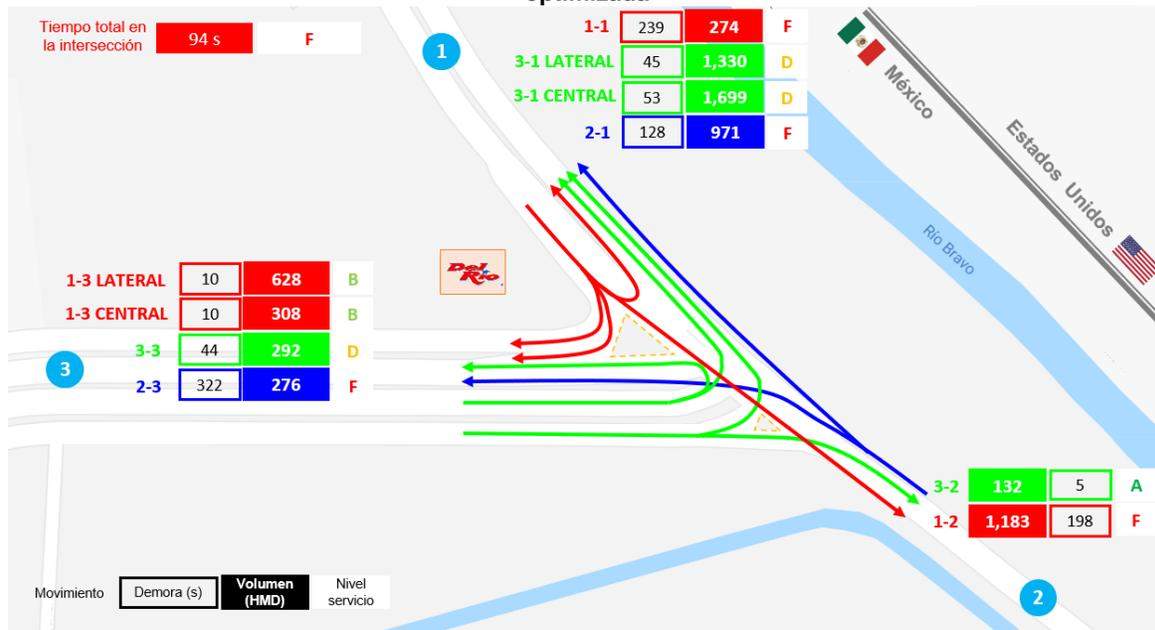 Tiempo total en
la intersección
94 s
F
1
1-1
239
274
F
3-1 LATERAL
45
1,330
D
3-1 CENTRAL
53
1,699
D
2-1
128
971
F
México
Estados Unidos
Río Bravo
Del
Río
1-3 LATERAL
10
628
B
1-3 CENTRAL
10
308
B
3-3
44
292
D
2-3
322
276
F
3
3-2
132
5
A
1-2
1,183
198
F
2
Movimiento
Demora (s)
Volumen
(HMD)
Nivel
servicio